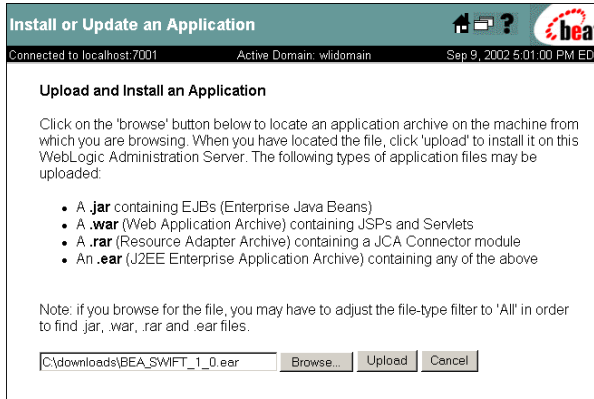 Install or Update an Application
?
bea
Connected to localhost:7001 Active Domain: wlidomain Sep 9, 2002 5:01:00 PM ED
Upload and Install an Application
Click on the 'browse' button below to locate an application archive on the machine from
which you are browsing. When you have located the file, click 'upload' to install it on this
WebLogic Administration Server. The following types of application files may be
uploaded:
• A .jar containing EJBs (Enterprise Java Beans)
• A .war (Web Application Archive) containing JSPs and Servlets
• A .rar (Resource Adapter Archive) containing a JCA Connector module
• An .ear (J2EE Enterprise Application Archive) containing any of the above
Note: if you browse for the file, you may have to adjust the file-type filter to 'All' in order
to find .jar, .war, .rar and .ear files.
C:\downloads\BEA_SWIFT_1_0.ear Browse... Upload Cancel